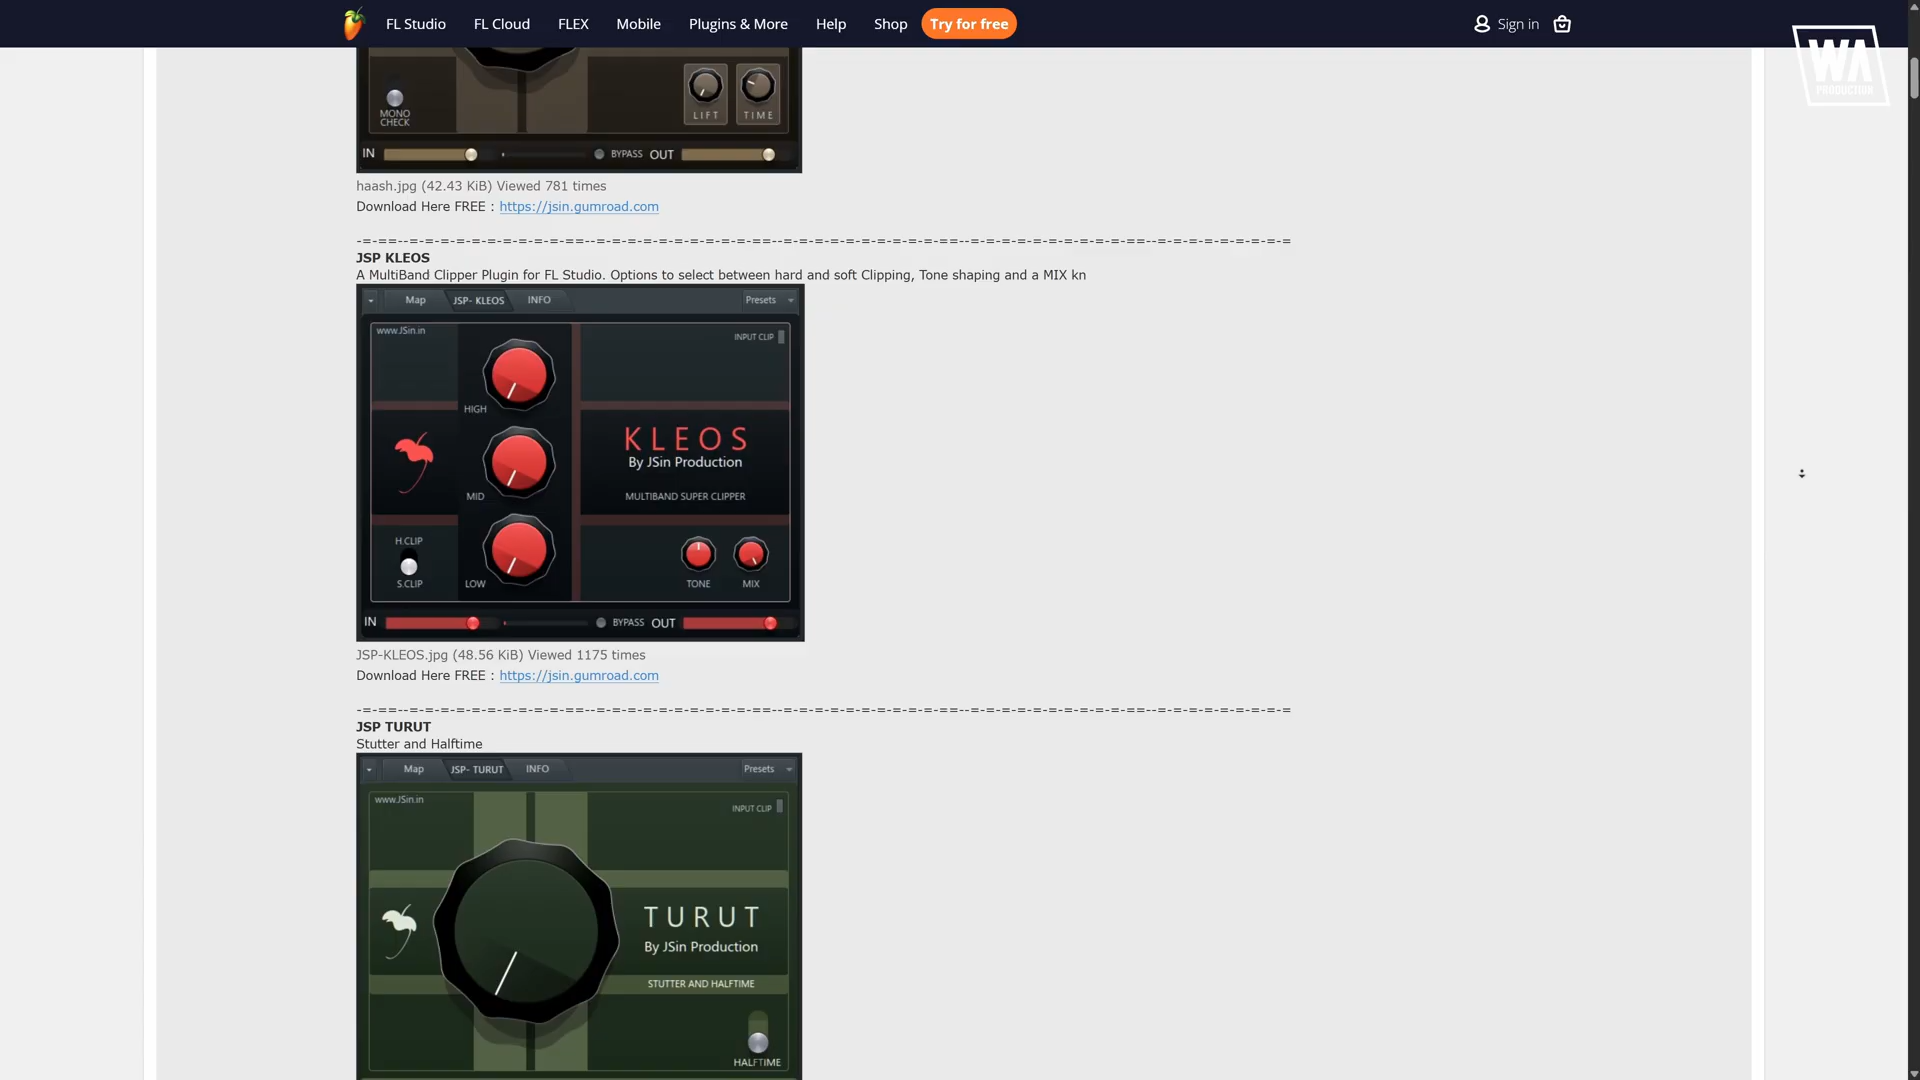 FL Studio FL Cloud FLEX Mobile Plugins & More Help Shop Try for free Sign in
WA
PRODUCTION
MONO
CHECK
LIFT TIME
IN BYPASS OUT
haash.jpg (42.43 KiB) Viewed 781 times
Download Here FREE : https://jsin.gumroad.com
-=-==--=-=-=-=-=-=-=-=-=-=-==--=-=-=-=-=-=-=-=-=-=-==--=-=-=-=-=-=-=-=-=-=-==--=-=-=-=-=-=-=-=-=-=-==--=-=-=-=-=-=-=-=
JSP KLEOS
A MultiBand Clipper Plugin for FL Studio. Options to select between hard and soft Clipping, Tone shaping and a MIX kn
Map JSP- KLEOS INFO Presets
www.JSin.in INPUT CLIP
HIGH
KLEOS
By JSin Production
MID MULTIBAND SUPER CLIPPER
H.CLIP
S.CLIP LOW TONE MIX
IN BYPASS OUT
JSP-KLEOS.jpg (48.56 KiB) Viewed 1175 times
Download Here FREE : https://jsin.gumroad.com
-=-==--=-=-=-=-=-=-=-=-=-=-==--=-=-=-=-=-=-=-=-=-=-==--=-=-=-=-=-=-=-=-=-=-==--=-=-=-=-=-=-=-=-=-=-==--=-=-=-=-=-=-=-=
JSP TURUT
Stutter and Halftime
Map JSP- TURUT INFO Presets
www.JSin.in INPUT CLIP
TURUT
By JSin Production
STUTTER AND HALFTIME
HALFTIME